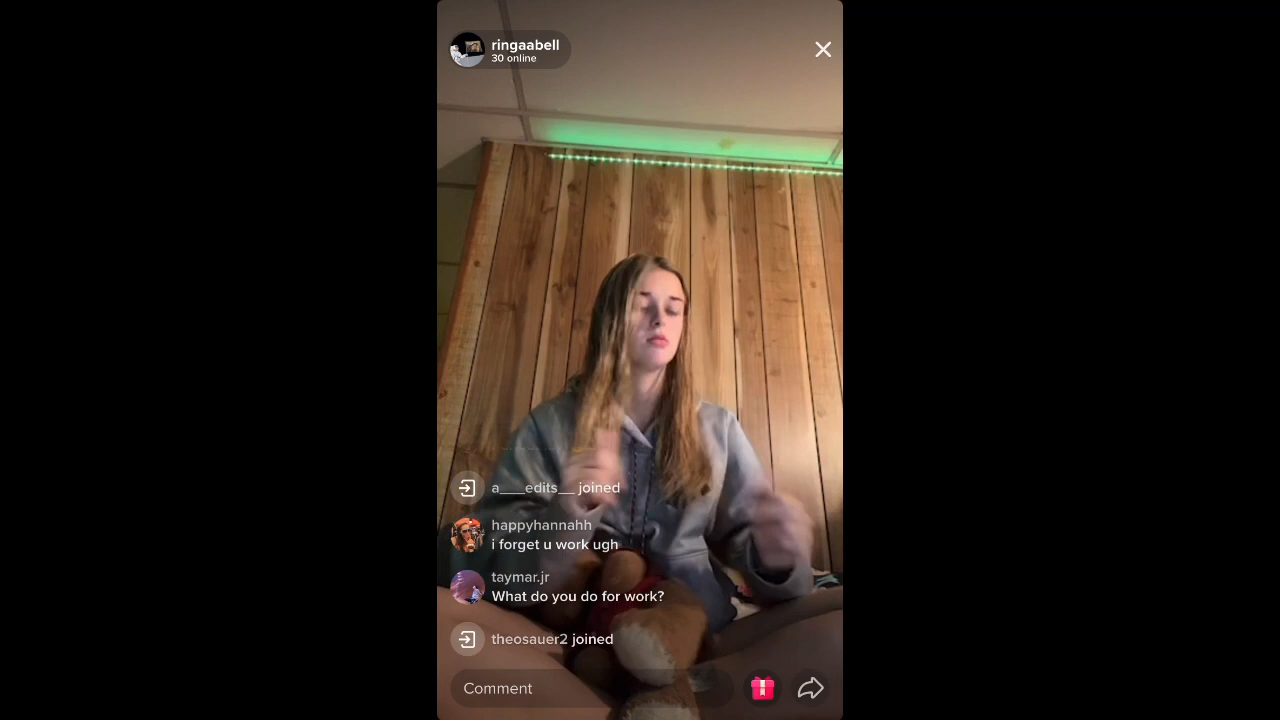 ringaabell
30 online
a___edits__ joined
happyhannahh
i forget u work ugh
taymar.jr
What do you do for work?
theosauer2 joined
Comment